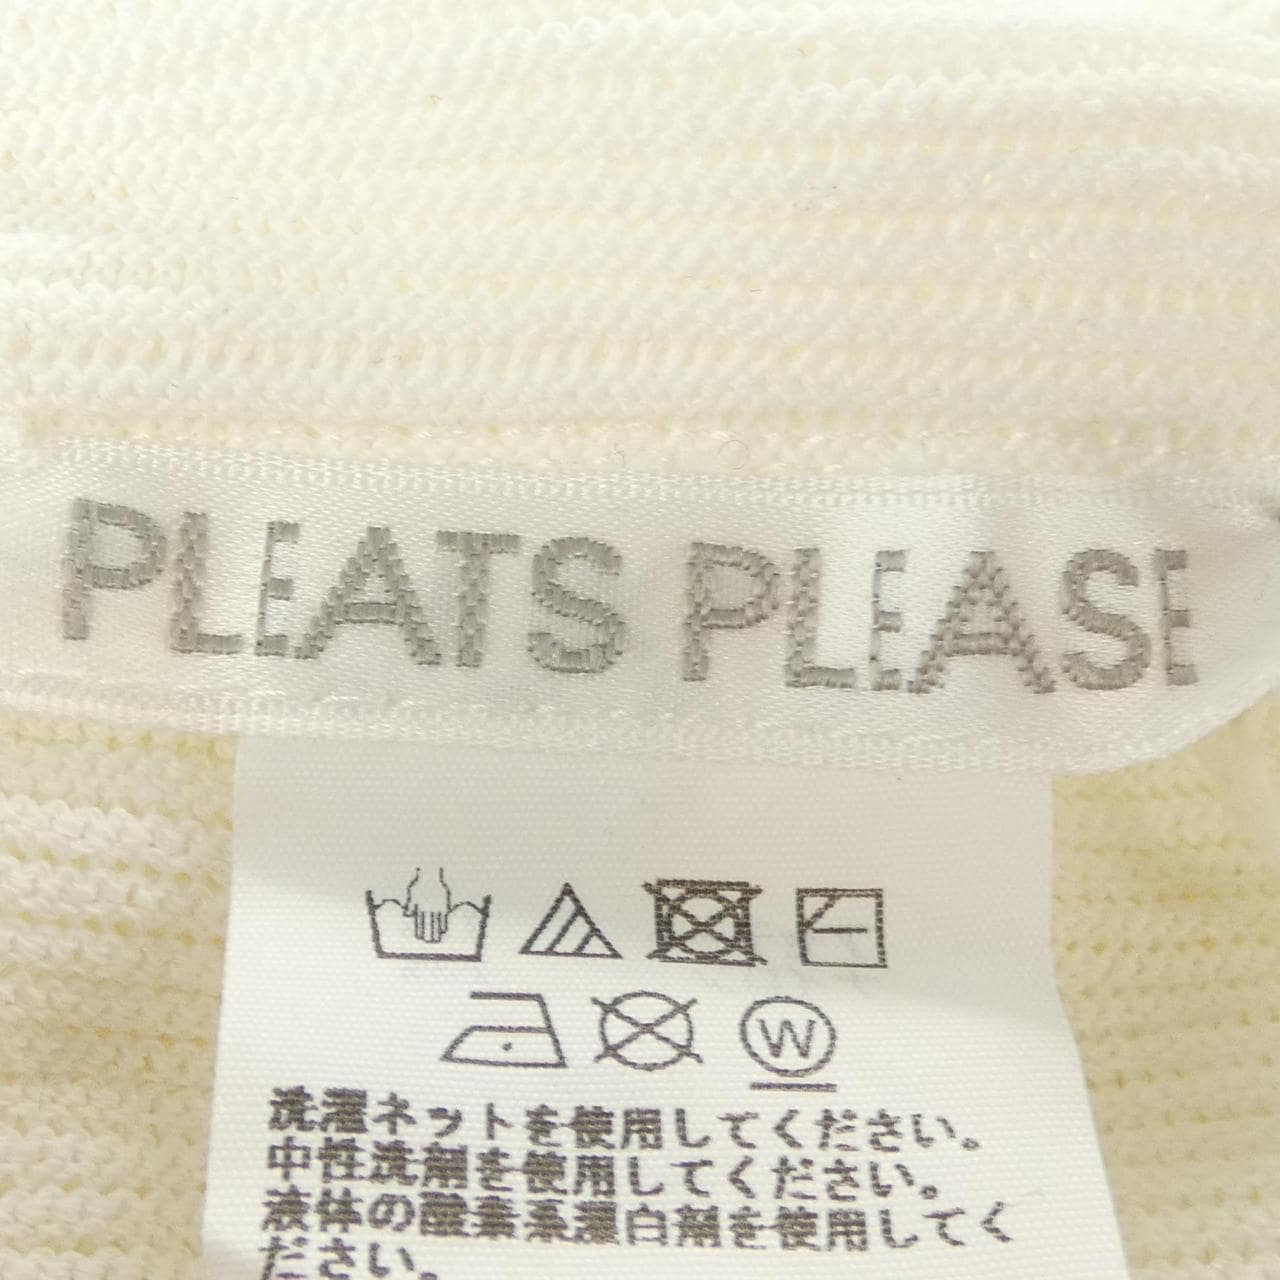 PLEATS PLEASE
W
洗濯ネットを使用してください。
中性洗剤を使用してください。
液体の酸素系漂白剤を使用してく
ださい。